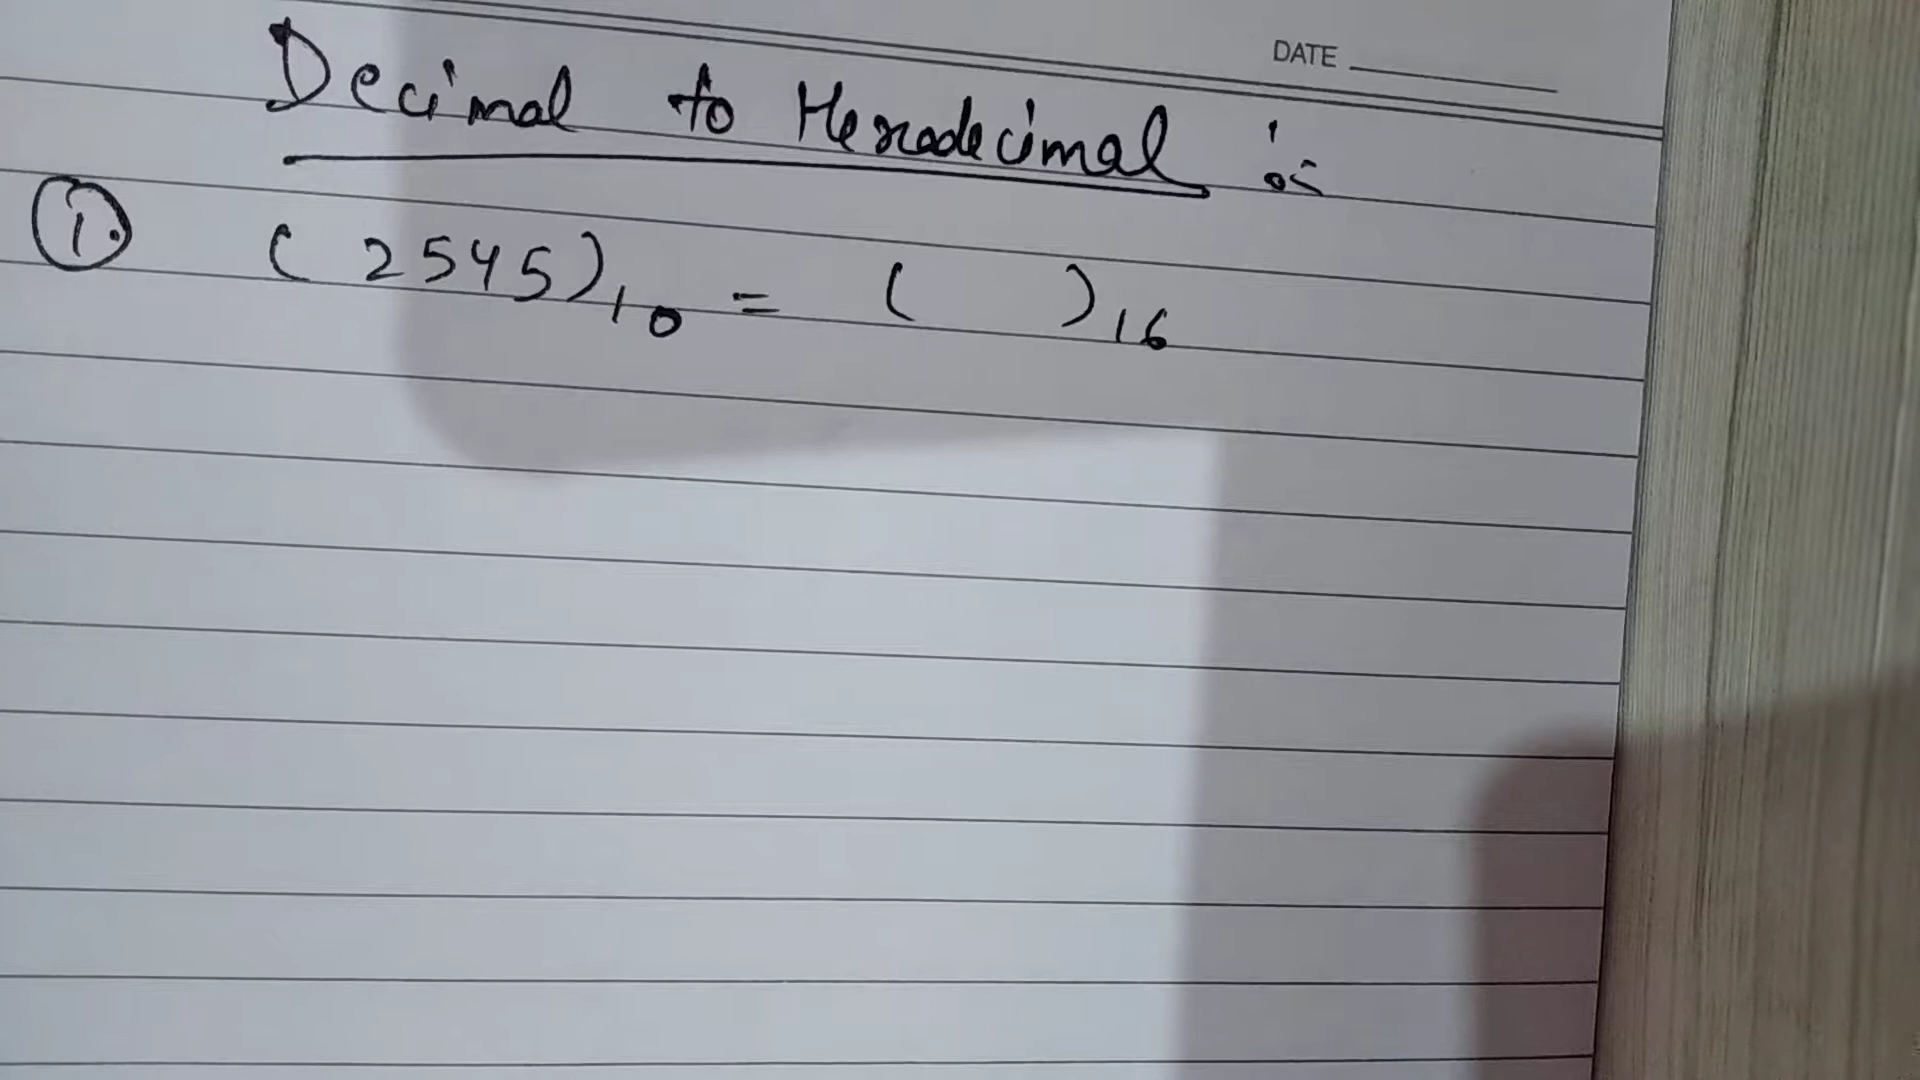 DATE
Decimal to Hexadecimal :-
1. (2545)10 = (    )16